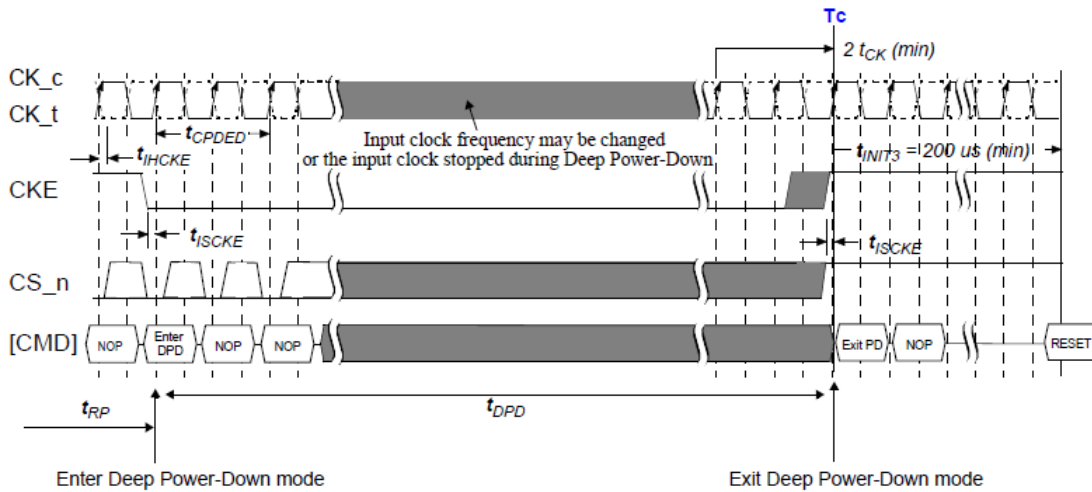 Tc
2 tCK (min)
CK_c
CK_t
tCPDED
Input clock frequency may be changed
or the input clock stopped during Deep Power-Down
tIHCKE
tINIT3 = 200 us (min)
CKE
tISCKE
tISCKE
CS_n
[CMD]
NOP
Enter
DPD
NOP
NOP
Exit PD
NOP
RESET
tRP
tDPD
Enter Deep Power-Down mode
Exit Deep Power-Down mode